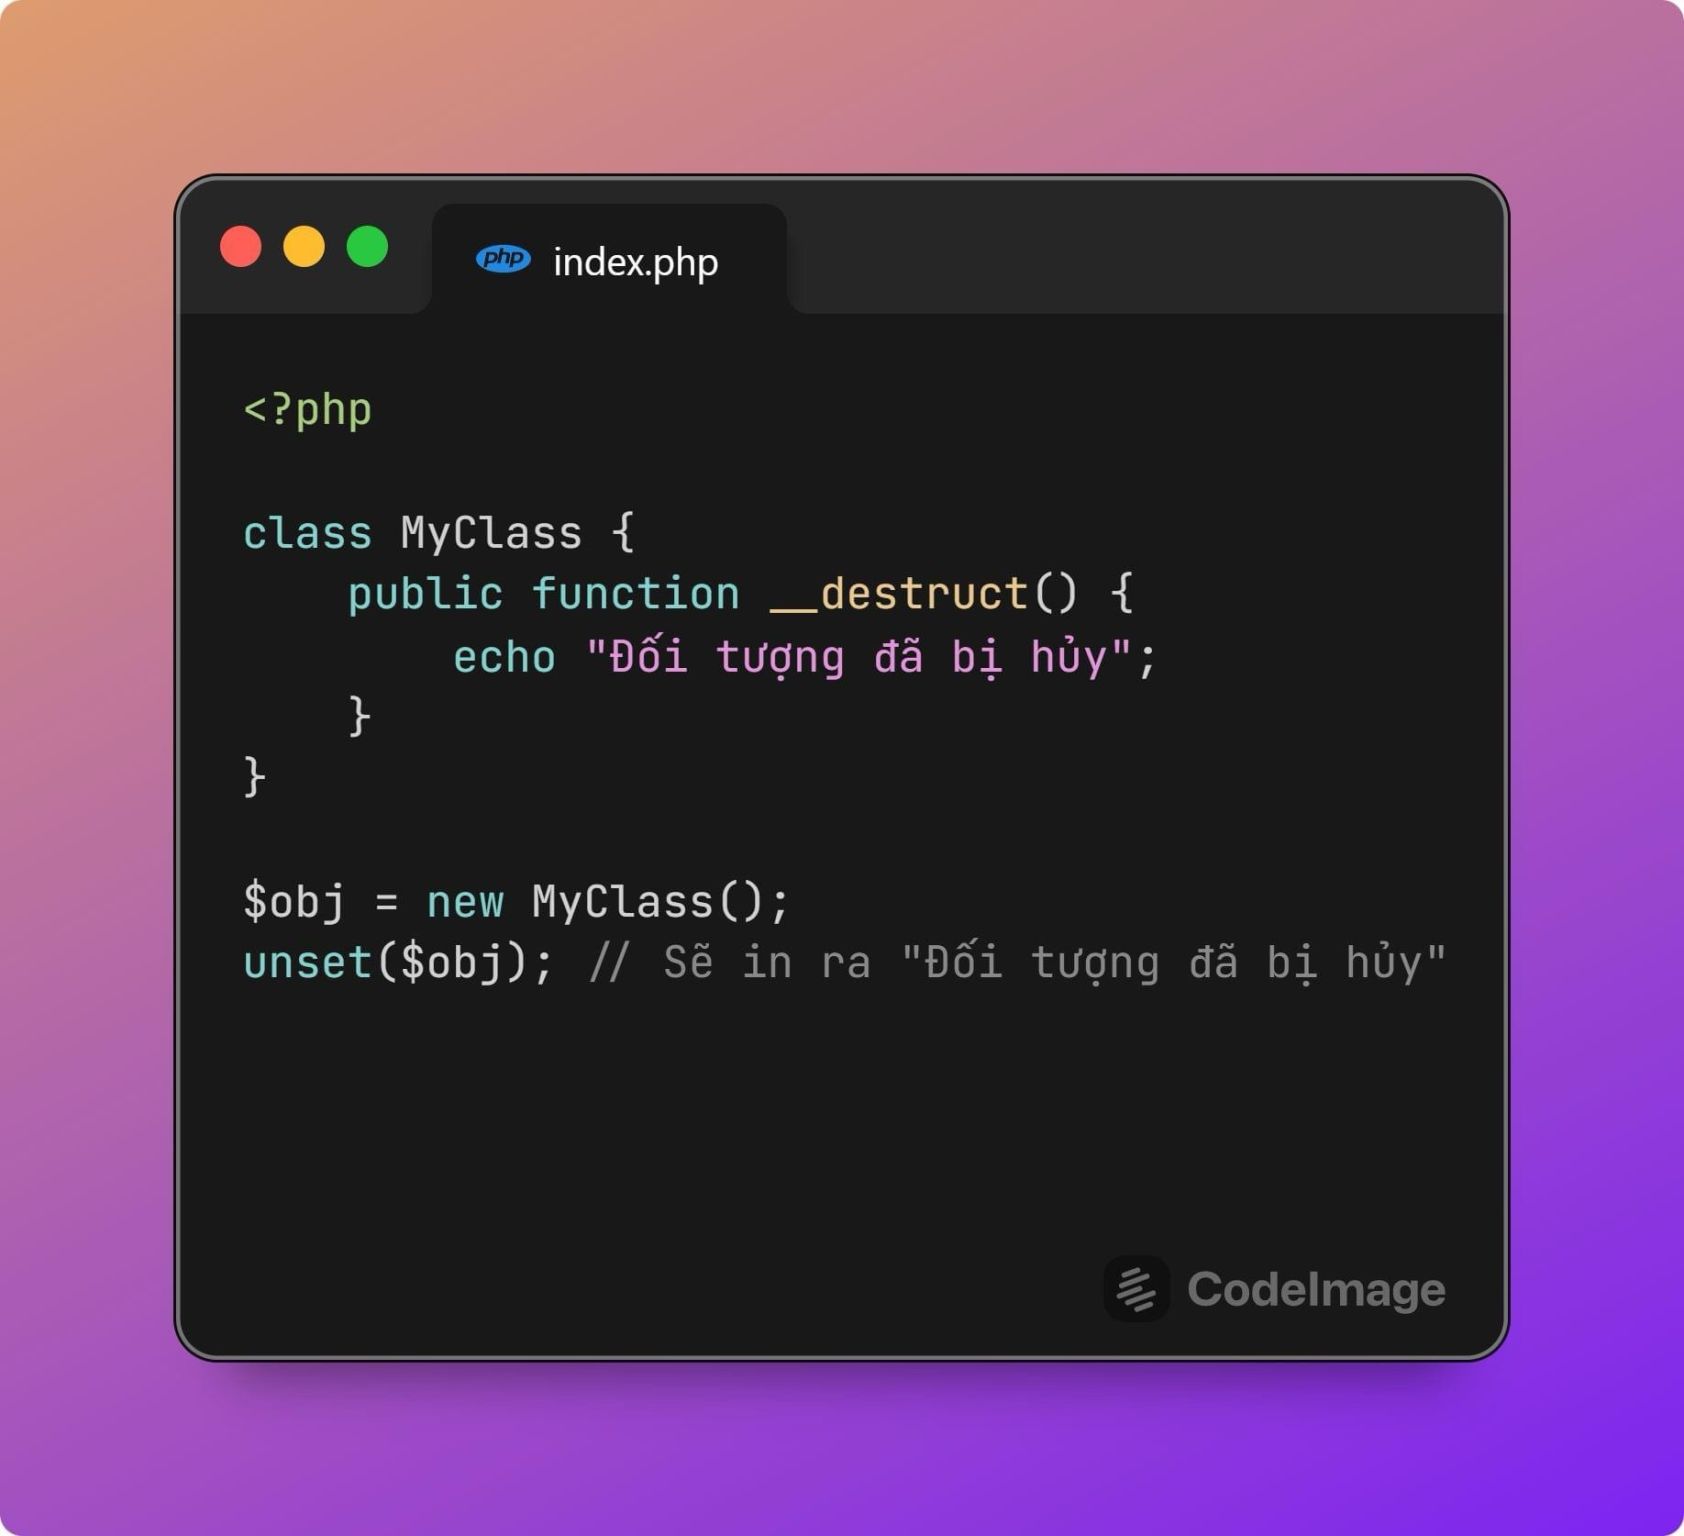 php index.php
<?php
class MyClass {
    public function __destruct() {
        echo "Đối tượng đã bị hủy";
    }
}
$obj = new MyClass();
unset($obj); // Sẽ in ra "Đối tượng đã bị hủy"
CodeImage